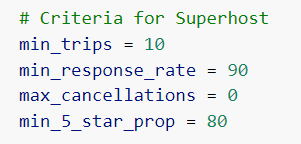 # Criteria for Superhost
min_trips = 10
min_response_rate = 90
max_cancellations = 0
min_5_star_prop = 80